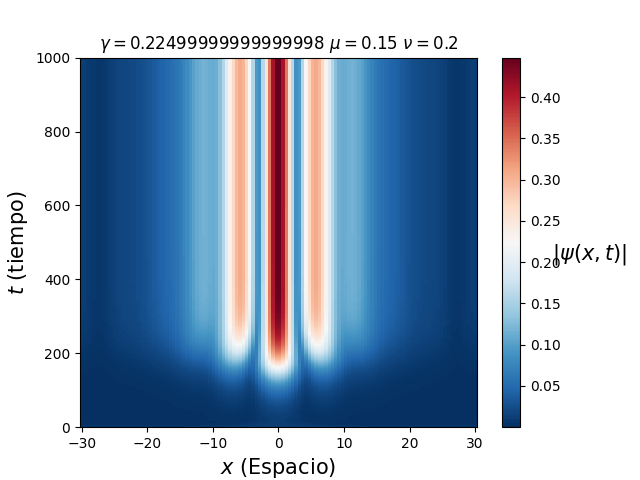 γ = 0.22499999999999998 μ = 0.15 ν = 0.2
1000
800
600
400
200
0
t (tiempo)
−30 −20 −10 0 10 20 30
x (Espacio)
0.40
0.35
0.30
0.25
0.20
0.15
0.10
0.05
|ψ(x, t)|